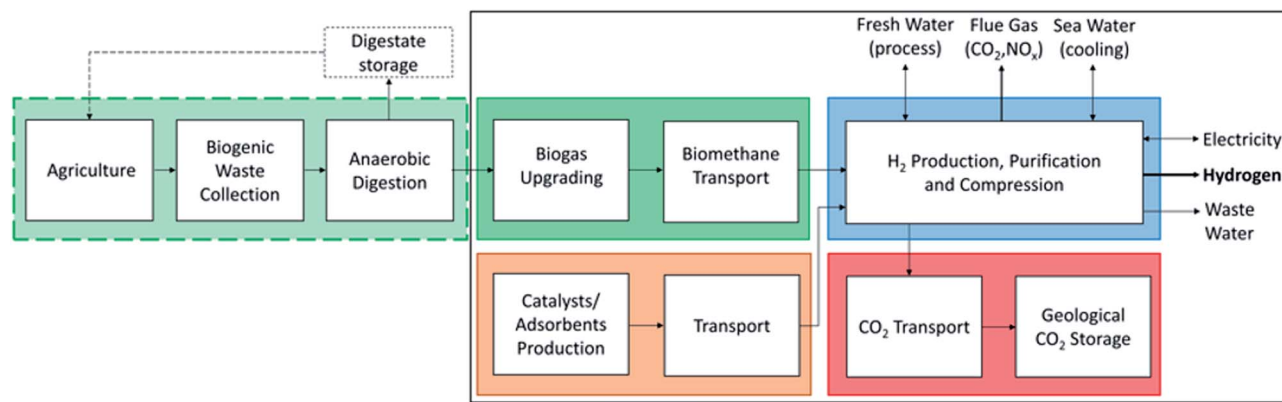 Digestate
storage
Fresh Water
(process)
Flue Gas
(CO₂,NOₓ)
Sea Water
(cooling)
Agriculture
Biogenic
Waste
Collection
Anaerobic
Digestion
Biogas
Upgrading
Biomethane
Transport
H₂ Production, Purification
and Compression
Electricity
Hydrogen
Waste
Water
Catalysts/
Adsorbents
Production
Transport
CO₂ Transport
Geological
CO₂ Storage